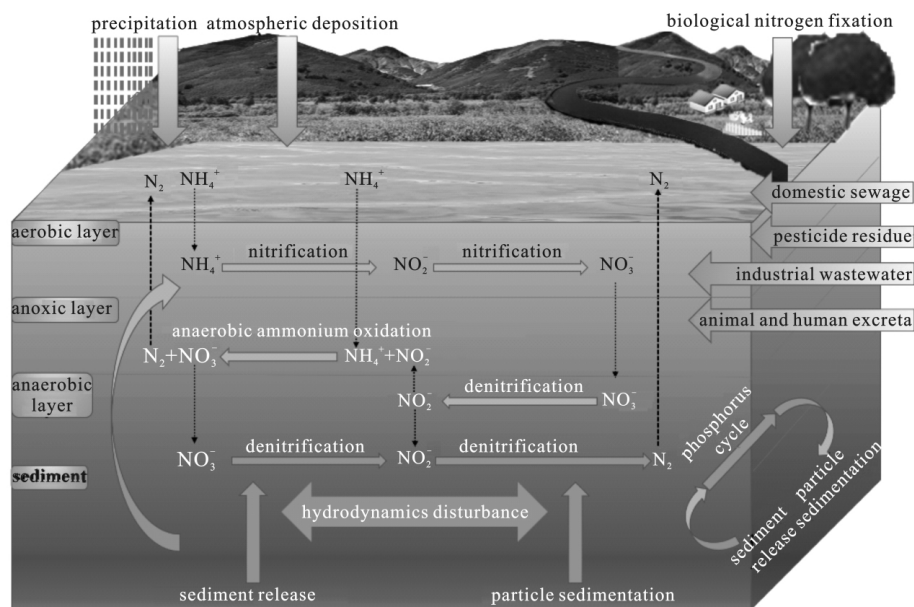 precipitation atmospheric deposition
biological nitrogen fixation
N₂ NH₄⁺ NH₄⁺ N₂
domestic sewage
aerobic layer
pesticide residue
nitrification nitrification
NH₄⁺ NO₂⁻ NO₃⁻
industrial wastewater
anoxic layer
animal and human excreta
anaerobic ammonium oxidation
N₂+NO₃⁻ NH₄⁺+NO₂⁻
anaerobic
layer
denitrification
NO₂⁻ NO₃⁻
phosphorus
cycle
denitrification denitrification
NO₃⁻ NO₂⁻ N₂
sediment
hydrodynamics disturbance
sediment particle
release sedimentation
sediment release
particle sedimentation